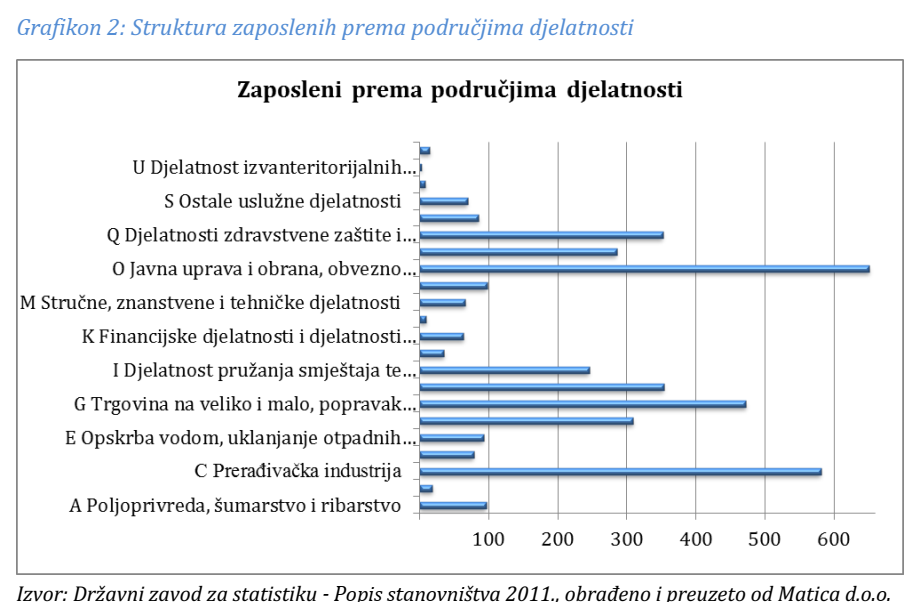 Grafikon 2: Struktura zaposlenih prema područjima djelatnosti
Zaposleni prema područjima djelatnosti
U Djelatnost izvanteritorijalnih...
S Ostale uslužne djelatnosti
Q Djelatnosti zdravstvene zaštite i...
O Javna uprava i obrana, obvezno...
M Stručne, znanstvene i tehničke djelatnosti
K Financijske djelatnosti i djelatnosti...
I Djelatnost pružanja smještaja te...
G Trgovina na veliko i malo, popravak...
E Opskrba vodom, uklanjanje otpadnih...
C Prerađivačka industrija
A Poljoprivreda, šumarstvo i ribarstvo
100 200 300 400 500 600
Izvor: Državni zavod za statistiku - Popis stanovništva 2011., obrađeno i preuzeto od Matica d.o.o.